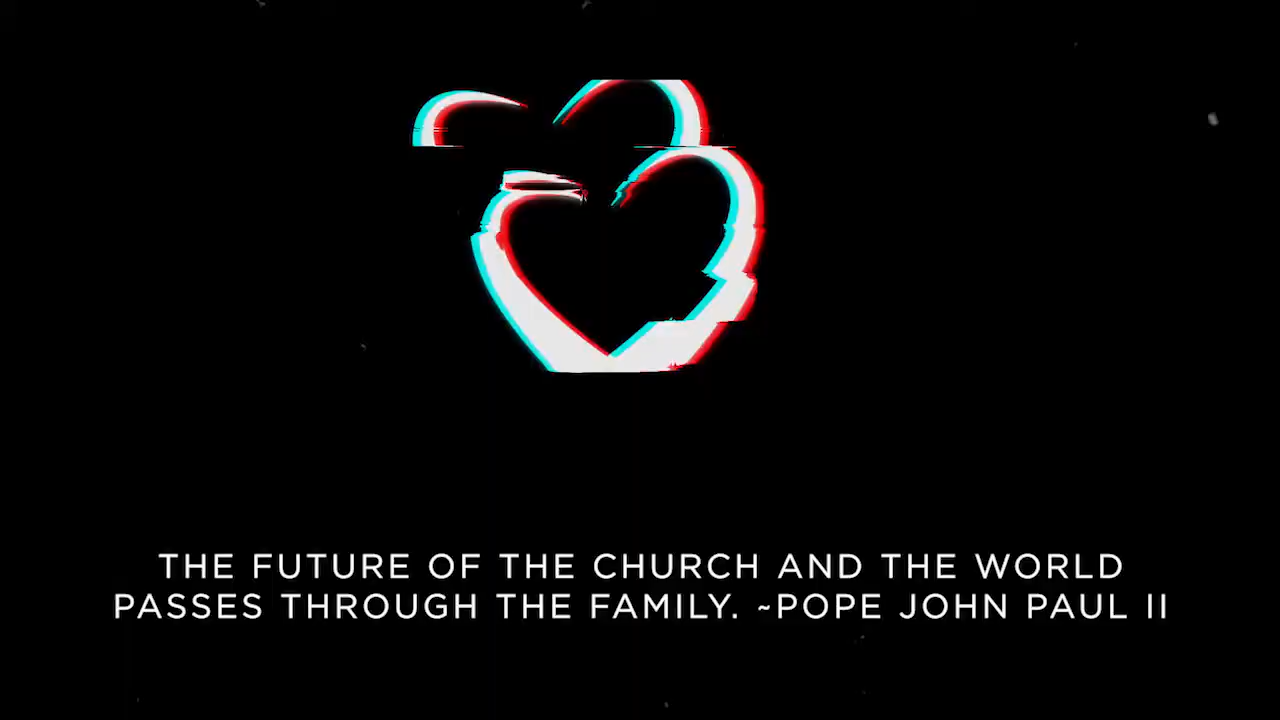 THE FUTURE OF THE CHURCH AND THE WORLD
PASSES THROUGH THE FAMILY. ~POPE JOHN PAUL II